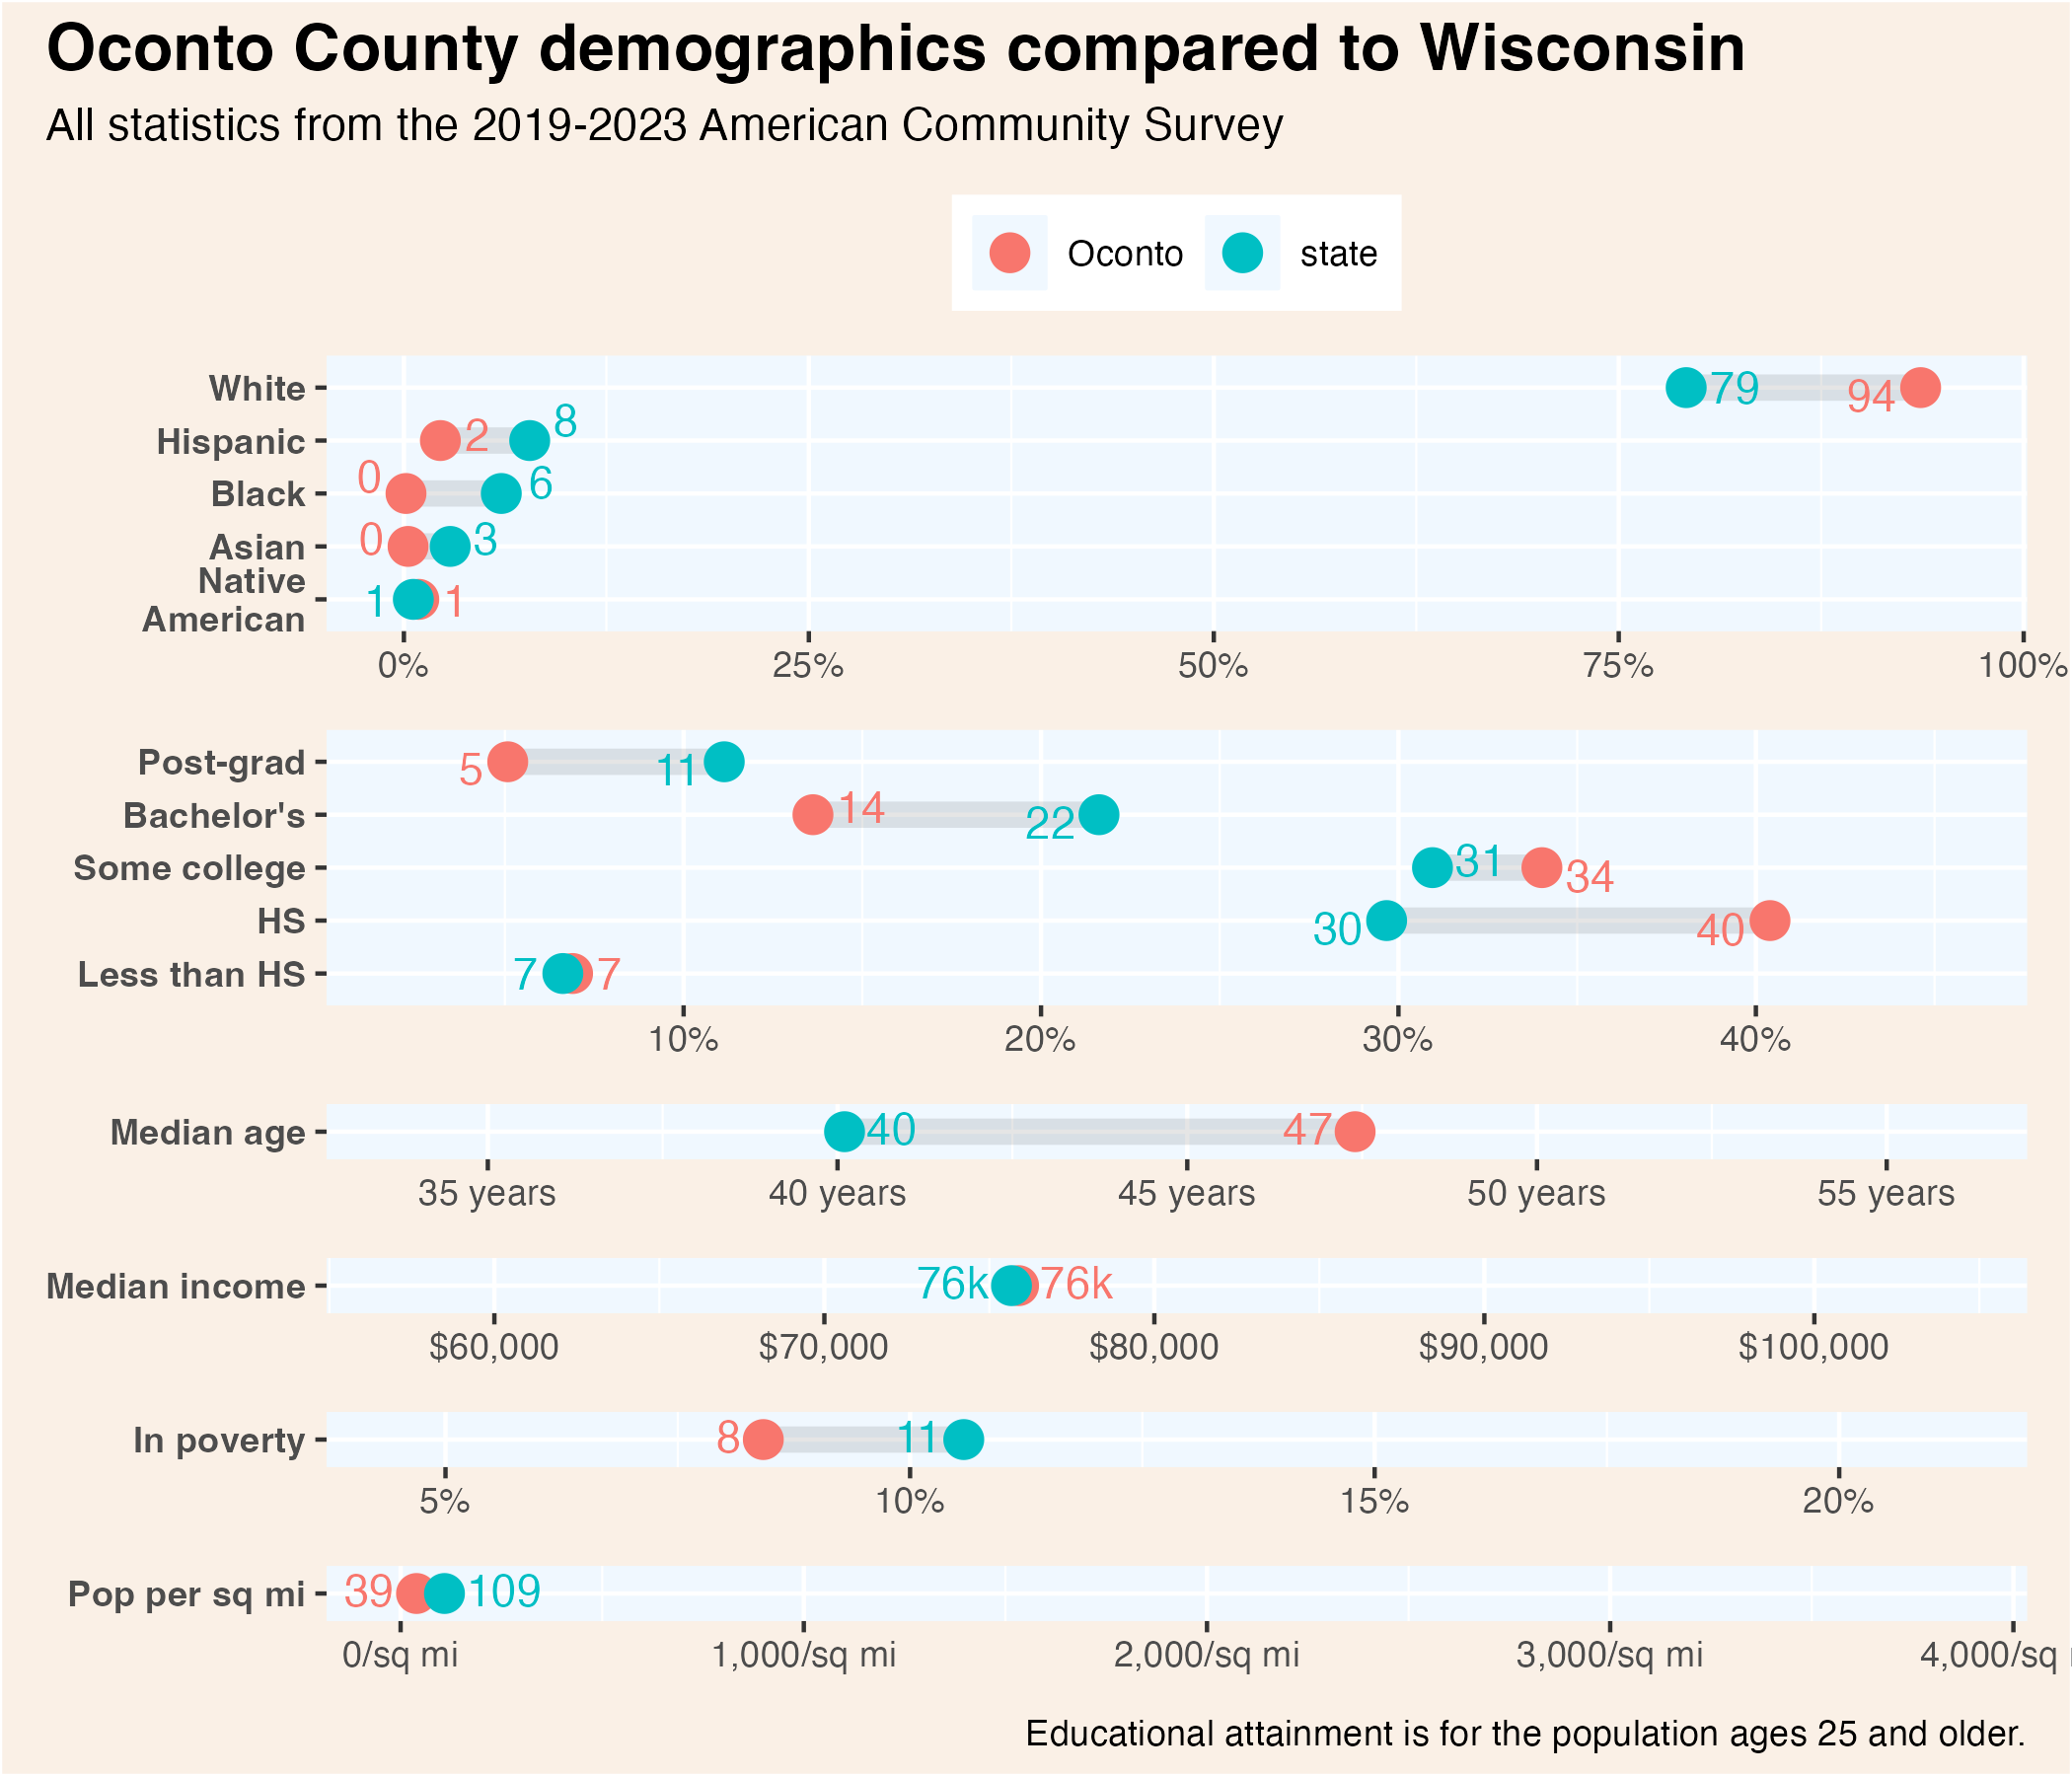 Oconto County demographics compared to Wisconsin
All statistics from the 2019-2023 American Community Survey
Oconto state
White 79 94
Hispanic 2 8
Black 0 6
Asian 0 3
Native
American 1 1
0% 25% 50% 75% 100%
Post-grad 5 11
Bachelor's 14 22
Some college 31 34
HS 30 40
Less than HS 7 7
10% 20% 30% 40%
Median age 40 47
35 years 40 years 45 years 50 years 55 years
Median income 76k 76k
$60,000 $70,000 $80,000 $90,000 $100,000
In poverty 8 11
5% 10% 15% 20%
Pop per sq mi 39 109
0/sq mi 1,000/sq mi 2,000/sq mi 3,000/sq mi 4,000/sq
Educational attainment is for the population ages 25 and older.